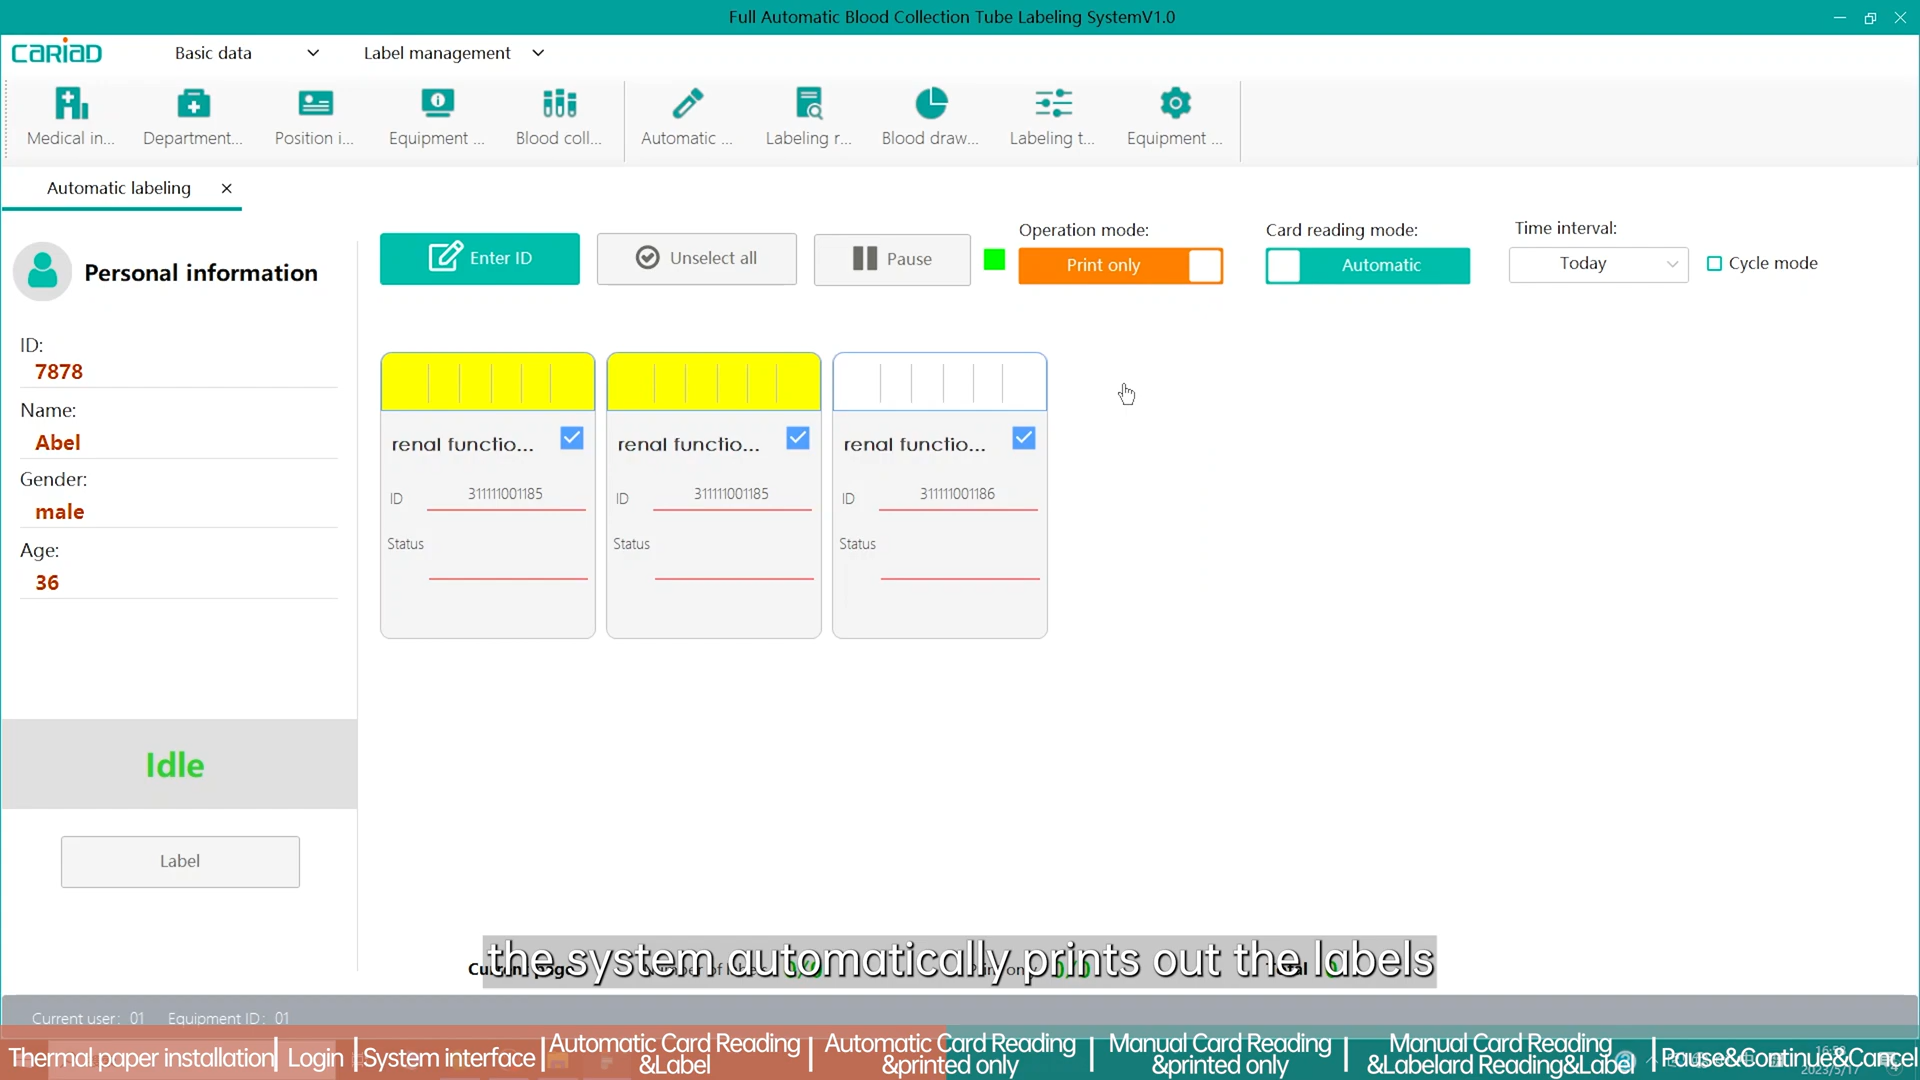 Full Automatic Blood Collection Tube Labeling SystemV1.0
CARIAD
Basic data
Label management
Medical in...
Department...
Position i...
Equipment ...
Blood coll...
Automatic ...
Labeling r...
Blood draw...
Labeling t...
Equipment ...
Automatic labeling
Personal information
ID:
7878
Name:
Abel
Gender:
male
Age:
36
Idle
Label
Enter ID
Unselect all
Pause
Operation mode:
Print only
Card reading mode:
Automatic
Time interval:
Today
Cycle mode
renal functio...
ID 311111001185
Status
renal functio...
ID 311111001185
Status
renal functio...
ID 311111001186
Status
the system automatically prints out the labels
Current user: 01 Equipment ID: 01
Thermal paper installation
Login
System interface
Automatic Card Reading
&Label
Automatic Card Reading
&printed only
Manual Card Reading
&printed only
Manual Card Reading
&Labelard Reading&Label
Pause&Continue&Cancel